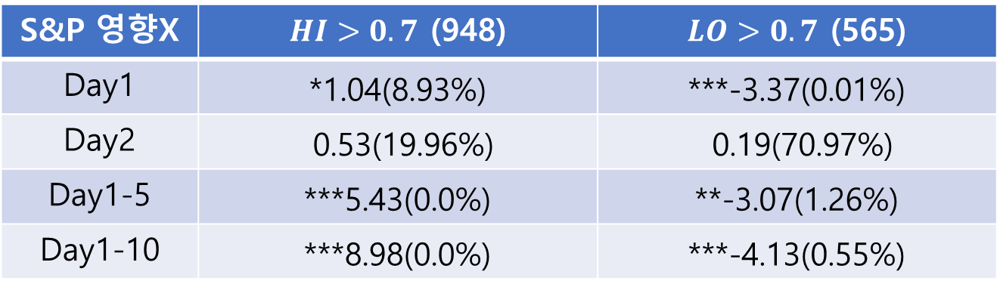 S&P 영향X HI > 0.7 (948) LO > 0.7 (565)
Day1 *1.04(8.93%) ***-3.37(0.01%)
Day2 0.53(19.96%) 0.19(70.97%)
Day1-5 ***5.43(0.0%) **-3.07(1.26%)
Day1-10 ***8.98(0.0%) ***-4.13(0.55%)